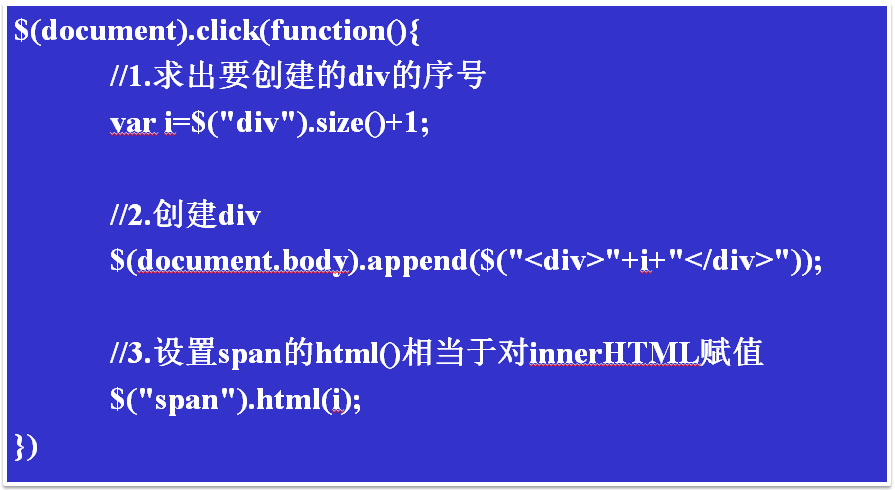 $(document).click(function(){
//1.求出要创建的div的序号
var i=$("div").size()+1;
//2.创建div
$(document.body).append($("<div>"+i+"</div>"));
//3.设置span的html()相当于对innerHTML赋值
$("span").html(i);
})